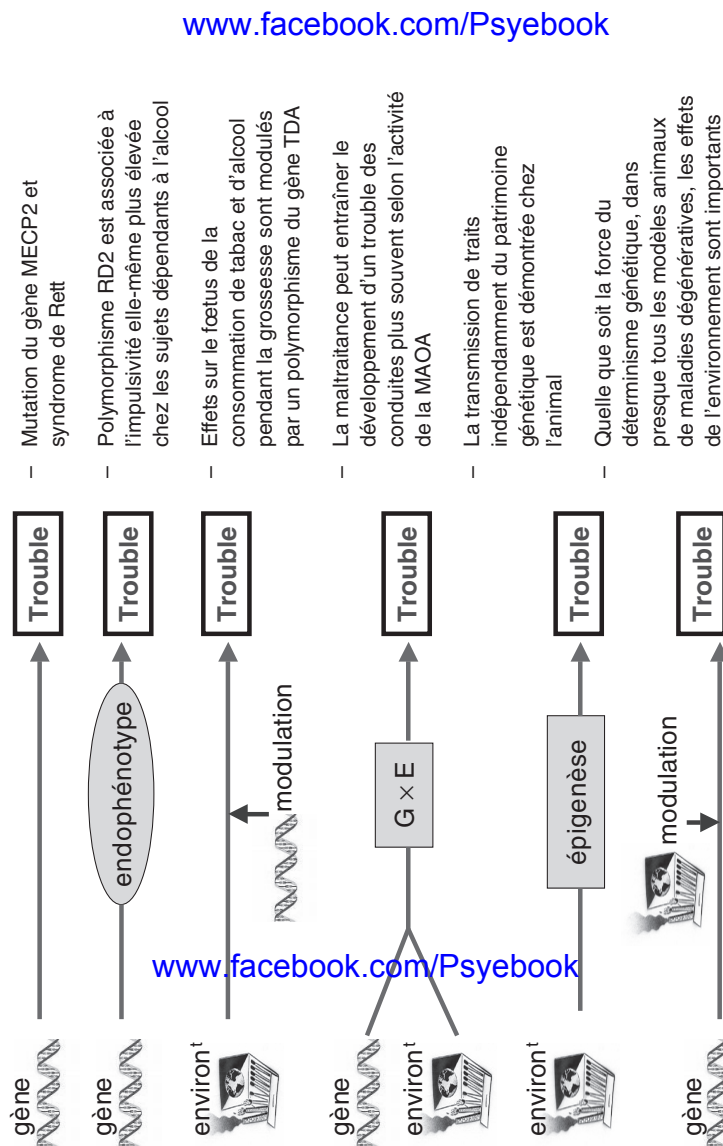 www.facebook.com/Psyebook
gène
Trouble
– Mutation du gène MECP2 et
syndrome de Rett
gène
endophénotype
Trouble
– Polymorphisme RD2 est associée à
l'impulsivité elle-même plus élevée
chez les sujets dépendants à l'alcool
environt
modulation
Trouble
– Effets sur le fœtus de la
consommation de tabac et d'alcool
pendant la grossesse sont modulés
par un polymorphisme du gène TDA
gène
environt
G × E
Trouble
– La maltraitance peut entraîner le
développement d'un trouble des
conduites plus souvent selon l'activité
de la MAOA
environt
épigenèse
Trouble
– La transmission de traits
indépendamment du patrimoine
génétique est démontrée chez
l'animal
gène
modulation
Trouble
– Quelle que soit la force du
déterminisme génétique, dans
presque tous les modèles animaux
de maladies dégénératives, les effets
de l'environnement sont importants
www.facebook.com/Psyebook